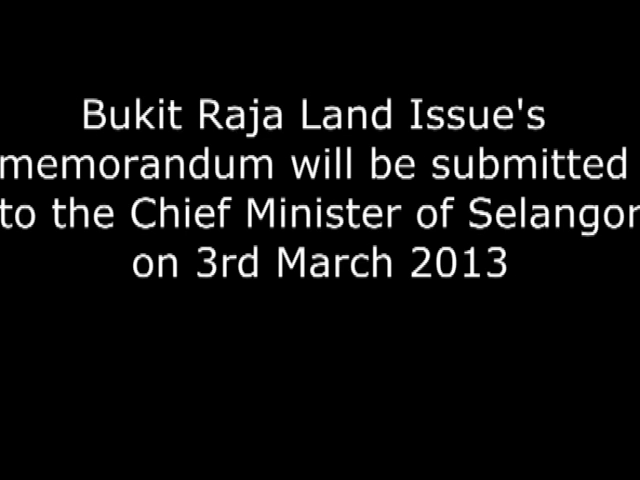 Bukit Raja Land Issue's
memorandum will be submitted
to the Chief Minister of Selangor
on 3rd March 2013